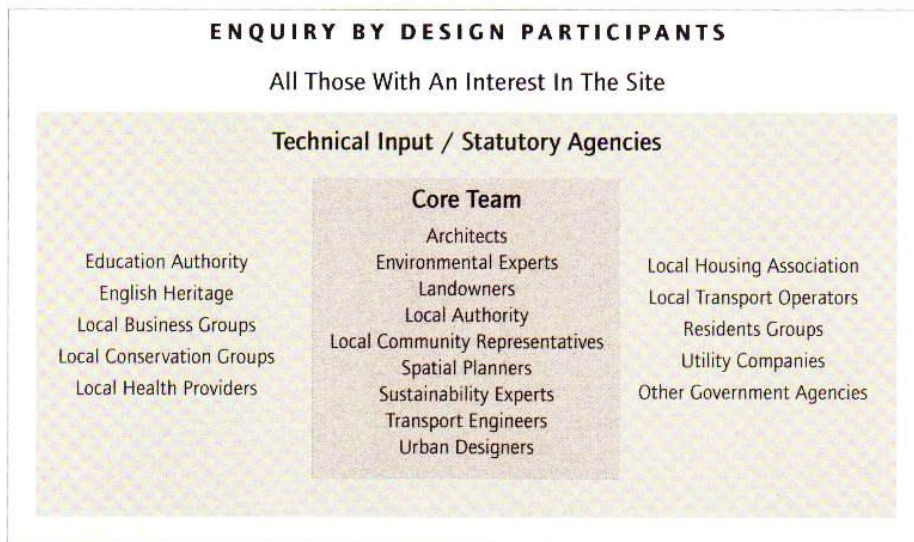 ENQUIRY BY DESIGN PARTICIPANTS
All Those With An Interest In The Site
Technical Input / Statutory Agencies
Education Authority
English Heritage
Local Business Groups
Local Conservation Groups
Local Health Providers
Core Team
Architects
Environmental Experts
Landowners
Local Authority
Local Community Representatives
Spatial Planners
Sustainability Experts
Transport Engineers
Urban Designers
Local Housing Association
Local Transport Operators
Residents Groups
Utility Companies
Other Government Agencies